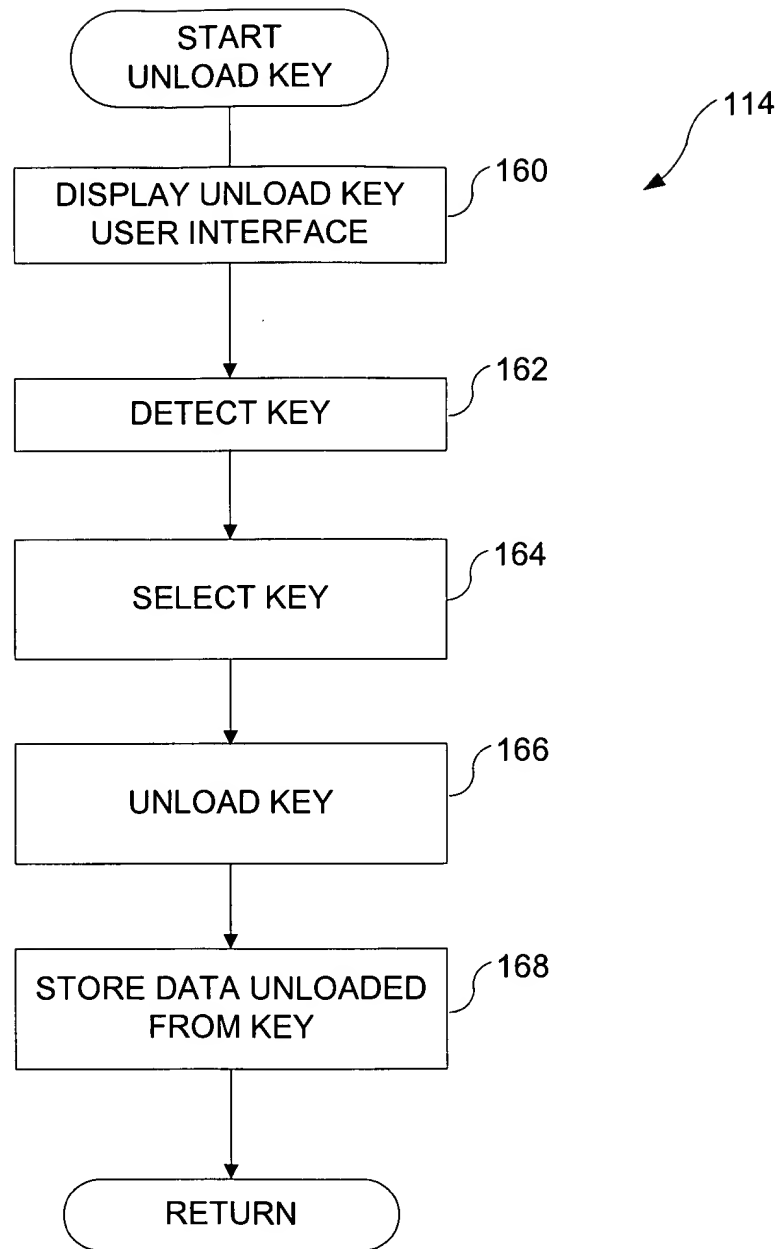 START
UNLOAD KEY
114
160
DISPLAY UNLOAD KEY
USER INTERFACE
162
DETECT KEY
164
SELECT KEY
166
UNLOAD KEY
168
STORE DATA UNLOADED
FROM KEY
RETURN